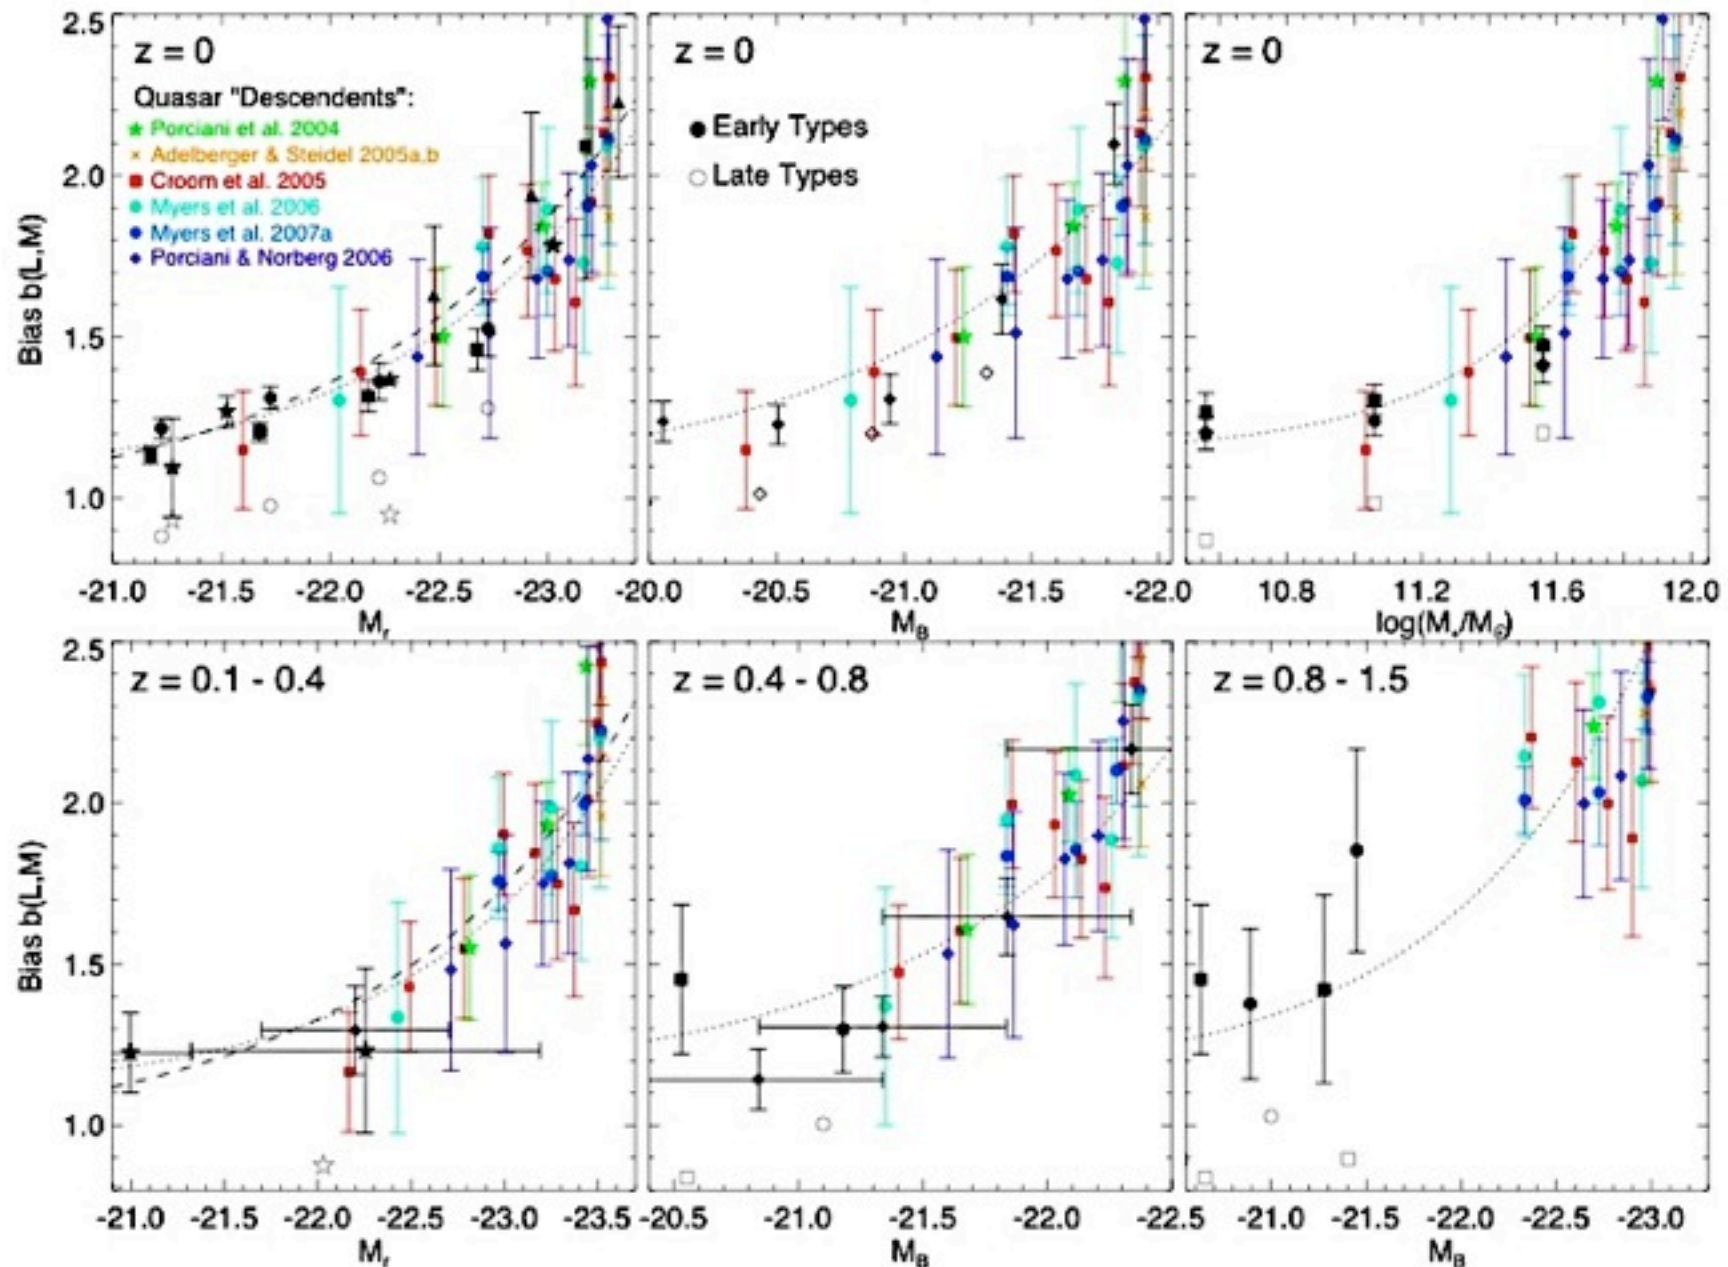 2.5
2.0
1.5
1.0
Bias b(L,M)
z = 0
Quasar "Descendents":
Porciani et al. 2004
Adelberger & Steidel 2005a,b
Croom et al. 2005
Myers et al. 2006
Myers et al. 2007a
Porciani & Norberg 2006
z = 0
Early Types
Late Types
z = 0
-21.0 -21.5 -22.0 -22.5 -23.0
M_r
-20.0 -20.5 -21.0 -21.5 -22.0
M_B
10.8 11.2 11.6 12.0
log(M_*/M_⊙)
2.5
2.0
1.5
1.0
Bias b(L,M)
z = 0.1 - 0.4
z = 0.4 - 0.8
z = 0.8 - 1.5
-21.0 -21.5 -22.0 -22.5 -23.0 -23.5
M_r
-20.5 -21.0 -21.5 -22.0 -22.5
M_B
-21.0 -21.5 -22.0 -22.5 -23.0
M_B